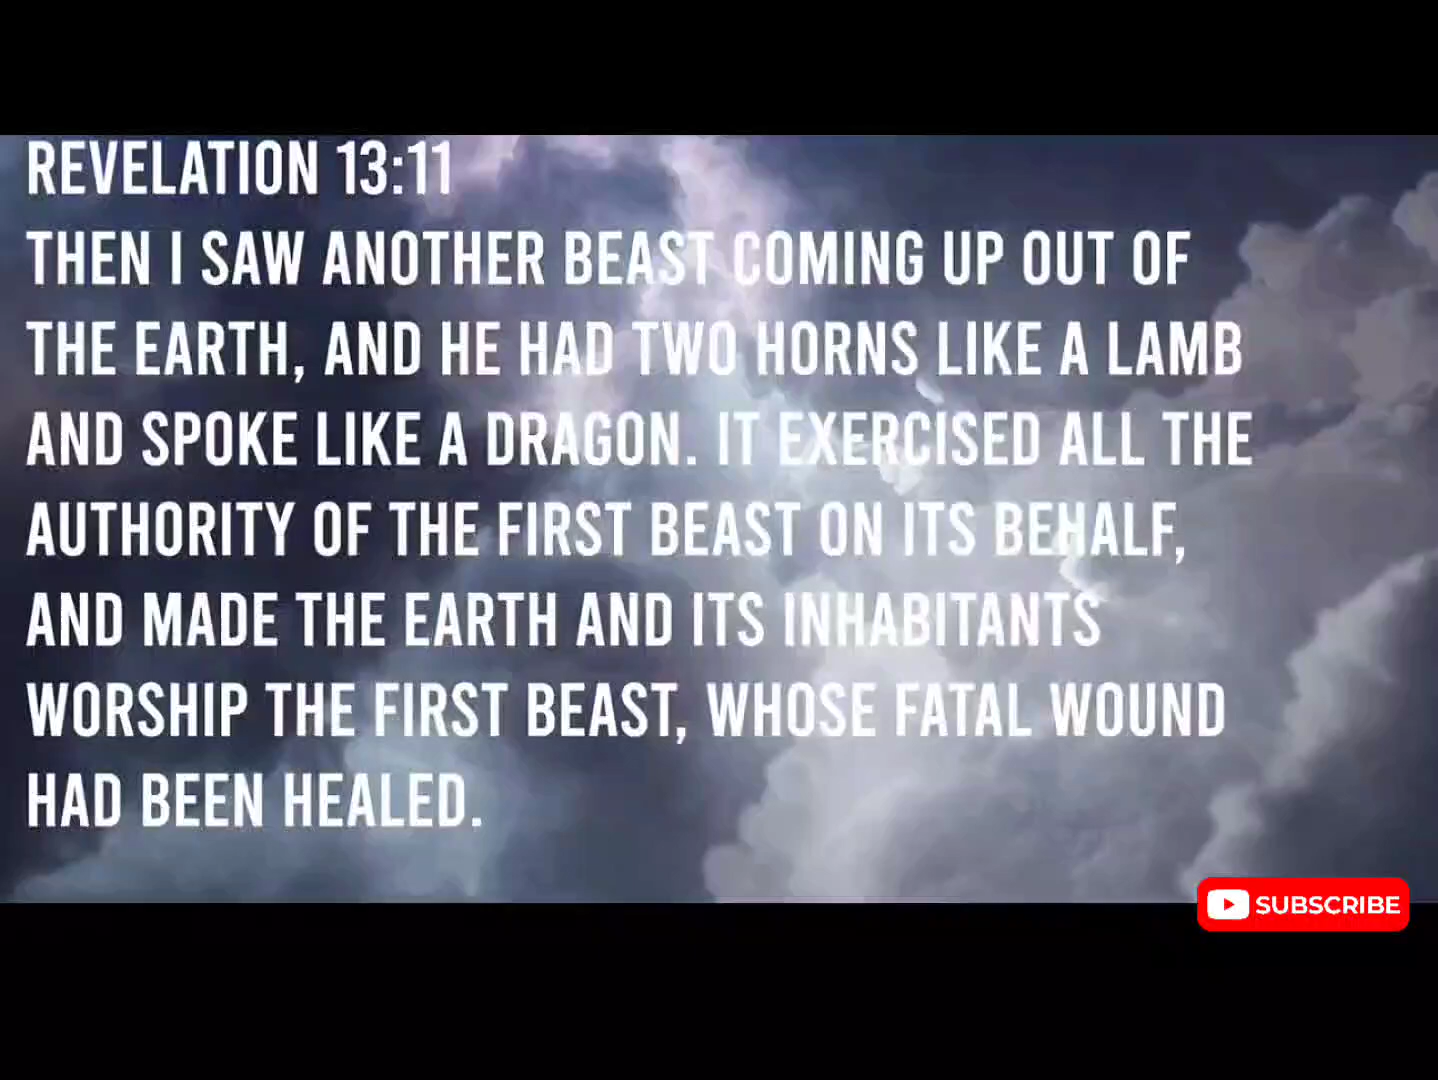 REVELATION 13:11
THEN I SAW ANOTHER BEAST COMING UP OUT OF
THE EARTH, AND HE HAD TWO HORNS LIKE A LAMB
AND SPOKE LIKE A DRAGON. IT EXERCISED ALL THE
AUTHORITY OF THE FIRST BEAST ON ITS BEHALF,
AND MADE THE EARTH AND ITS INHABITANTS
WORSHIP THE FIRST BEAST, WHOSE FATAL WOUND
HAD BEEN HEALED.
SUBSCRIBE